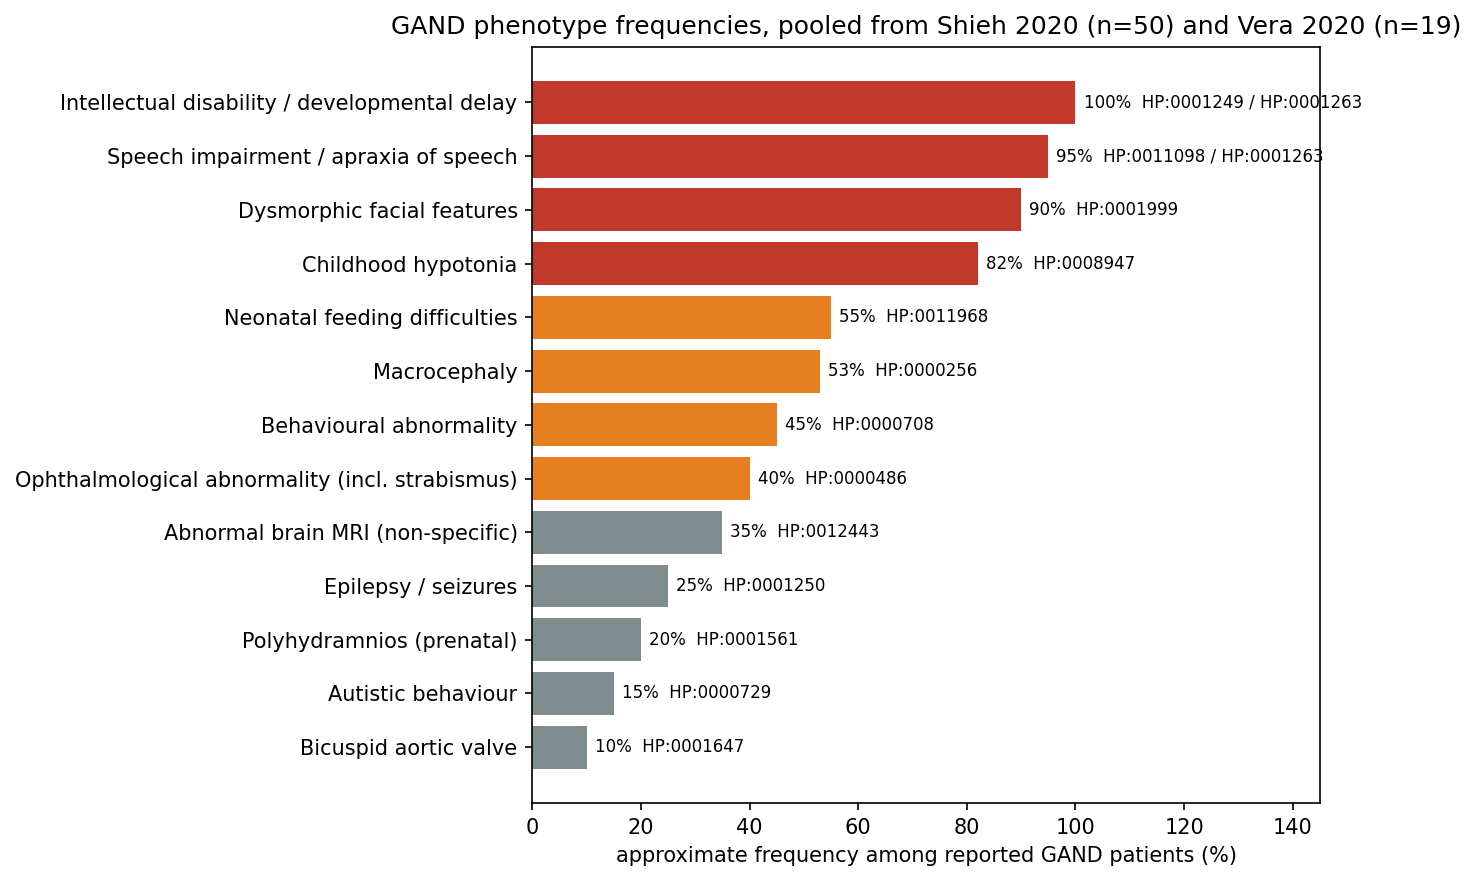 GAND phenotype frequencies, pooled from Shieh 2020 (n=50) and Vera 2020 (n=19)
Intellectual disability / developmental delay
100%  HP:0001249 / HP:0001263
Speech impairment / apraxia of speech
95%  HP:0011098 / HP:0001263
Dysmorphic facial features
90%  HP:0001999
Childhood hypotonia
82%  HP:0008947
Neonatal feeding difficulties
55%  HP:0011968
Macrocephaly
53%  HP:0000256
Behavioural abnormality
45%  HP:0000708
Ophthalmological abnormality (incl. strabismus)
40%  HP:0000486
Abnormal brain MRI (non-specific)
35%  HP:0012443
Epilepsy / seizures
25%  HP:0001250
Polyhydramnios (prenatal)
20%  HP:0001561
Autistic behaviour
15%  HP:0000729
Bicuspid aortic valve
10%  HP:0001647
0 20 40 60 80 100 120 140
approximate frequency among reported GAND patients (%)